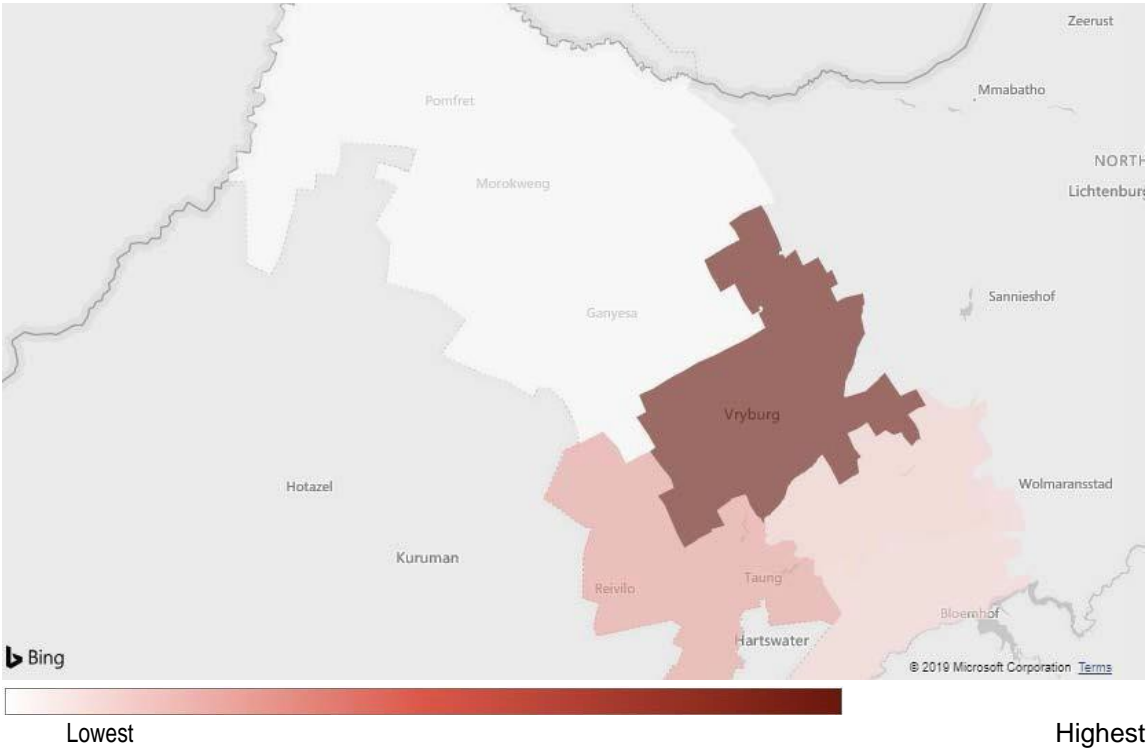 Zeerust
Mmabatho
Pomfret
NORTH
Morokweng
Lichtenburg
Sannieshof
Ganyesa
Vryburg
Hotazel
Wolmaransstad
Kuruman
Reivilo
Taung
Bloemhof
Hartswater
Bing
© 2019 Microsoft Corporation Terms
Lowest
Highest